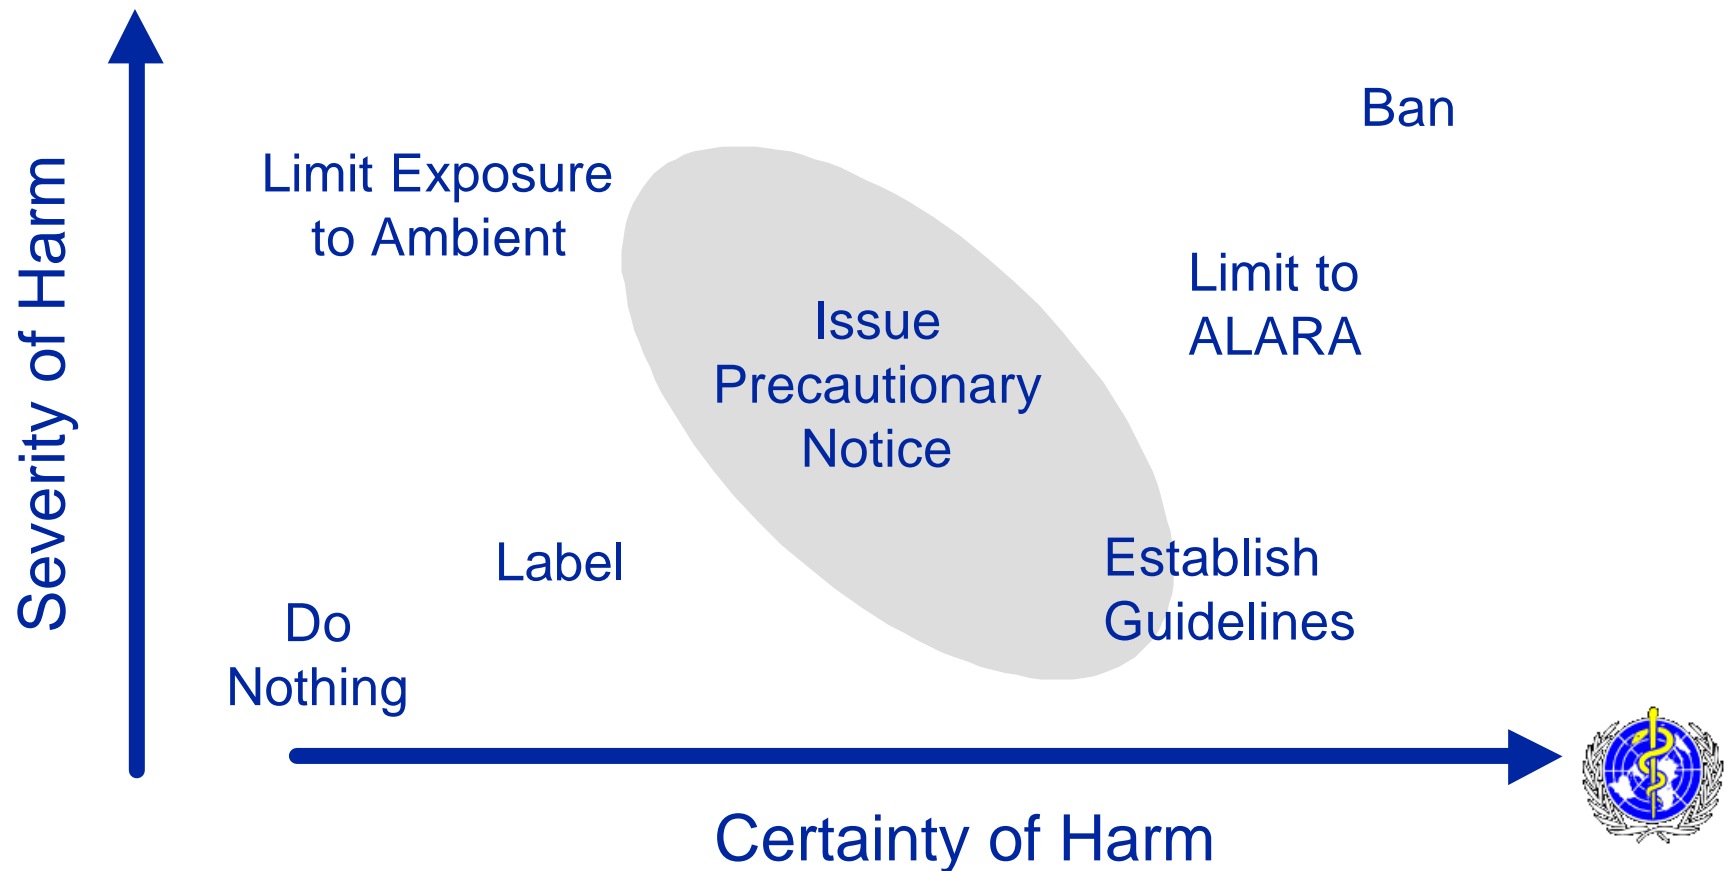 Severity of Harm
Ban
Limit Exposure
to Ambient
Limit to
ALARA
Issue
Precautionary
Notice
Label
Establish
Guidelines
Do
Nothing
Certainty of Harm